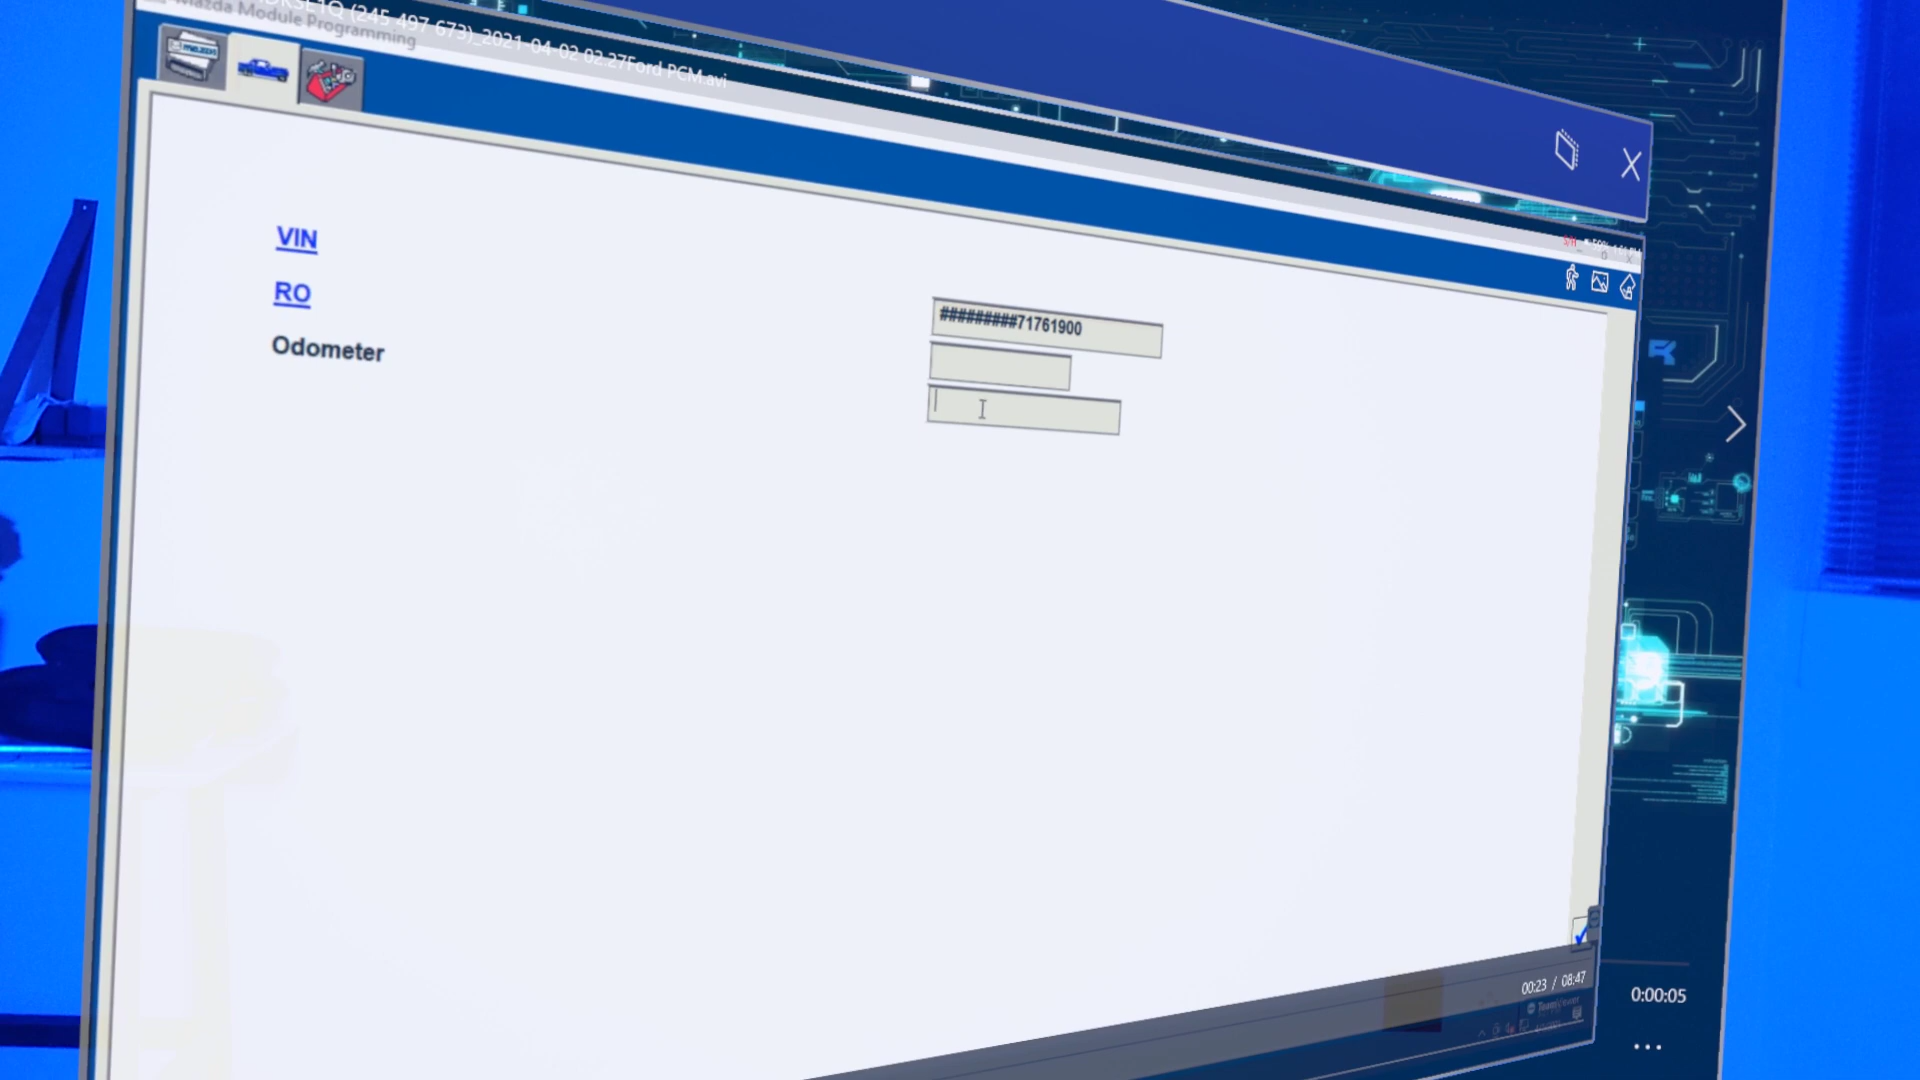 (245 497 673)_2021-04-02 02.27Ford PCM.avi
Mazda Module Programming
VIN
RO
Odometer
#########71761900
00:23 / 08:47
TeamViewer
0:00:05